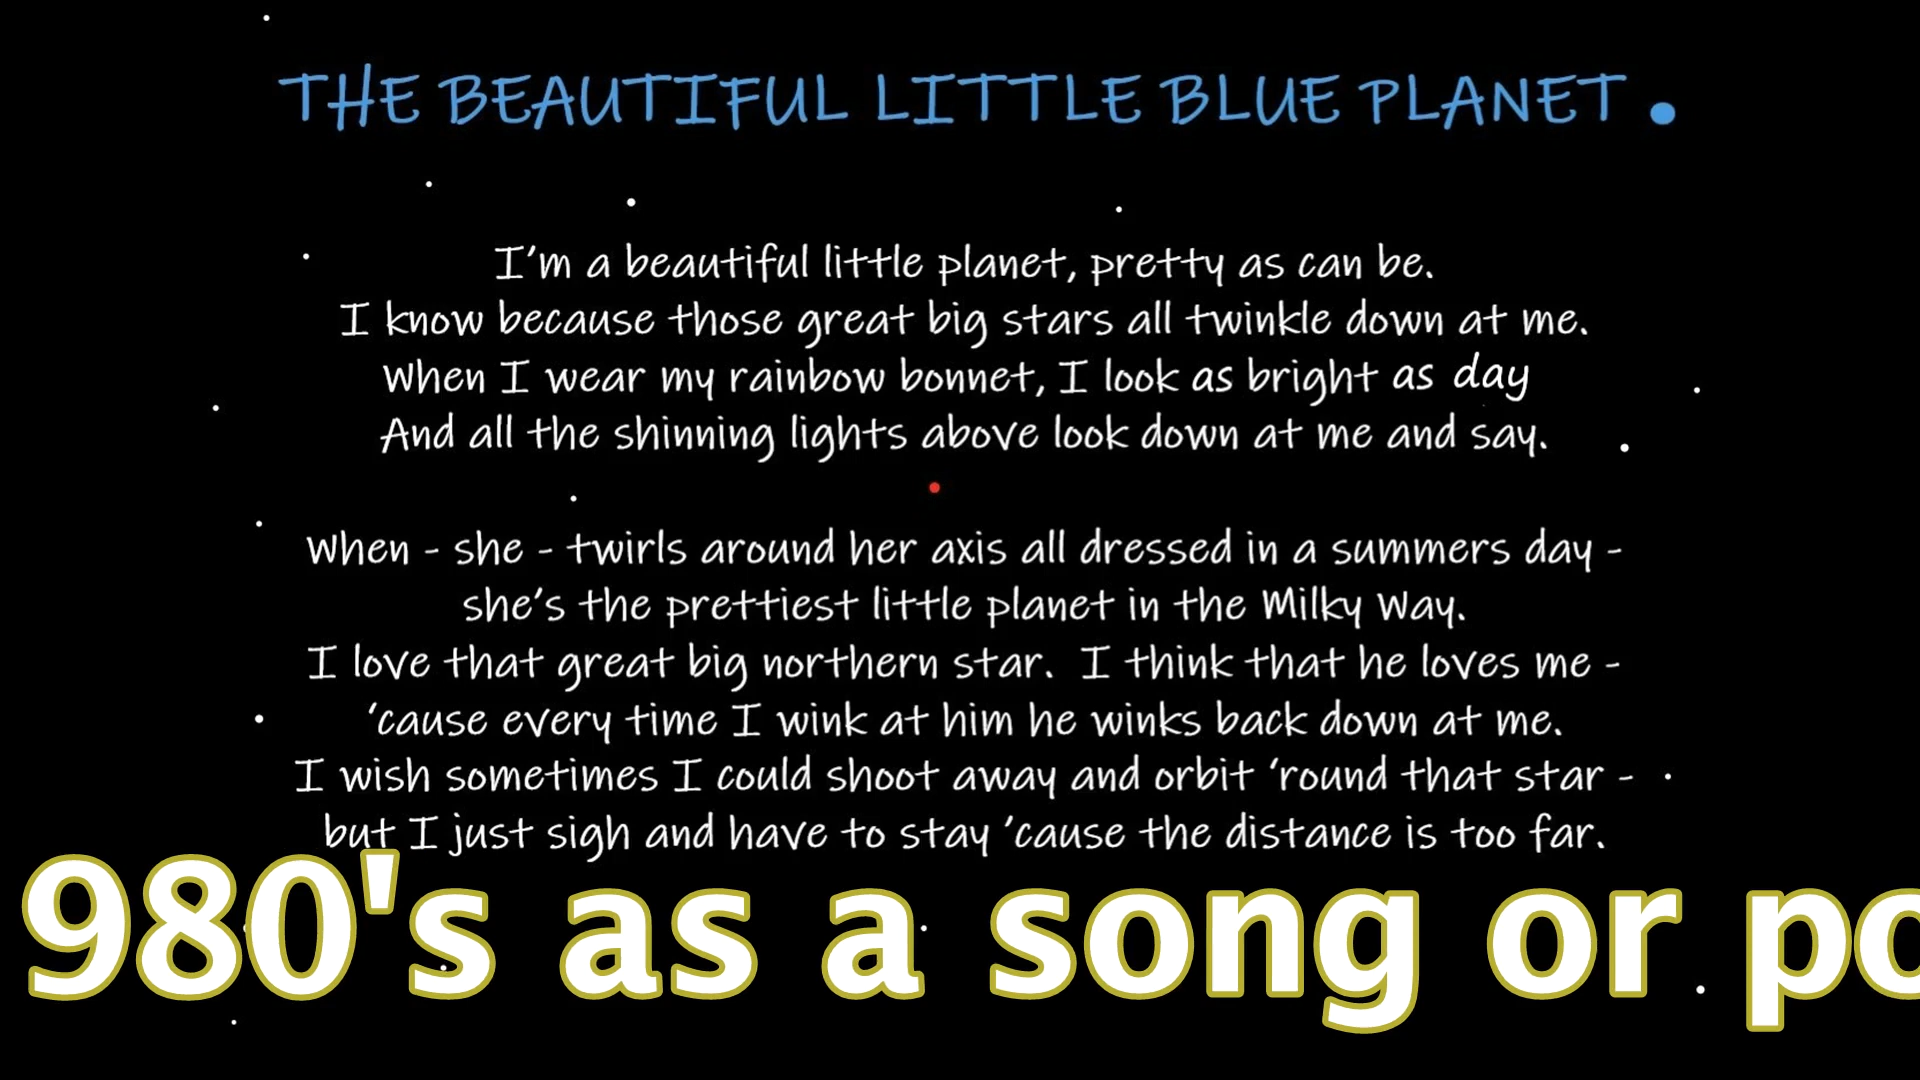 THE BEAUTIFUL LITTLE BLUE PLANET
I'm a beautiful little planet, pretty as can be.
I know because those great big stars all twinkle down at me.
When I wear my rainbow bonnet, I look as bright as day
And all the shinning lights above look down at me and say.
When - she - twirls around her axis all dressed in a summers day -
she's the prettiest little planet in the Milky Way.
I love that great big northern star. I think that he loves me -
'cause every time I wink at him he winks back down at me.
I wish sometimes I could shoot away and orbit 'round that star -
but I just sigh and have to stay 'cause the distance is too far.
980's as a song or